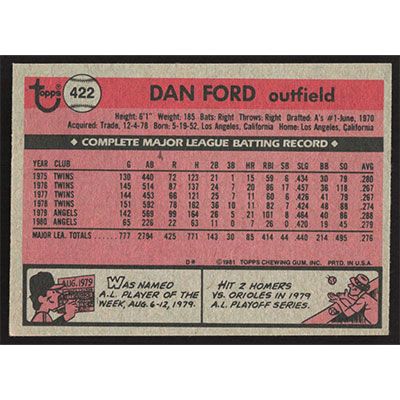 topps 422 DAN FORD outfield
Height: 6'1" Weight: 185 Bats: Right Throws: Right Drafted: A's #1-June, 1970
Acquired: Trade, 12-4-78 Born: 5-19-52, Los Angeles, California Home: Los Angeles, California
COMPLETE MAJOR LEAGUE BATTING RECORD
YEAR CLUB G AB R H 2B 3B HR RBI SB SLG BB SO AVG.
1975 TWINS 130 440 72 123 21 1 15 59 6 .434 30 79 .280
1976 TWINS 145 514 87 137 24 7 20 86 17 .457 36 118 .267
1977 TWINS 144 453 66 121 25 7 11 60 6 .426 41 79 .267
1978 TWINS 151 592 78 162 36 10 11 82 7 .424 48 88 .274
1979 ANGELS 142 569 100 165 26 5 21 101 .464 40 86 .290
1980 ANGELS 65 226 22 63 11 0 7 26 0 .420 19 45 .279
MAJOR LEA. TOTALS 777 2794 425 771 143 30 85 414 214 495 .276
D* © 1981 TOPPS CHEWING GUM, INC. PRTD. IN U.S.A.
AUG. 1979
WAS NAMED
A.L. PLAYER OF THE
WEEK, AUG. 6-12, 1979.
HIT 2 HOMERS
VS. ORIOLES IN 1979
A.L. PLAYOFF SERIES.